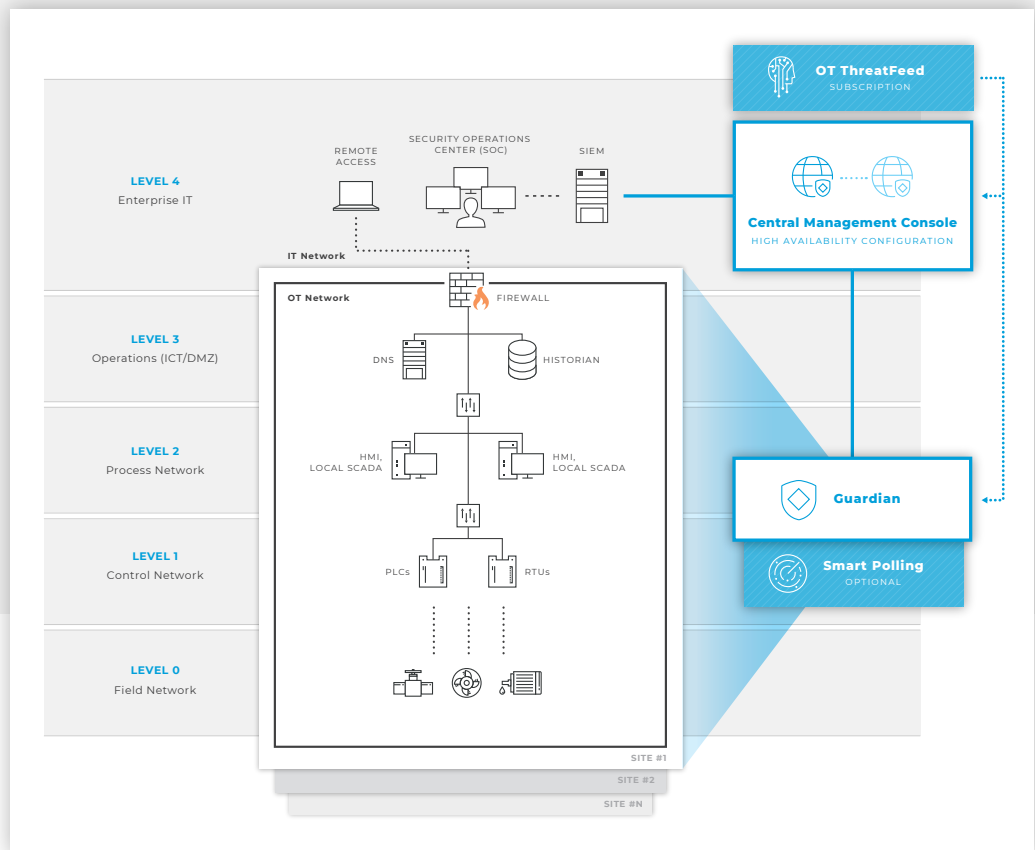 OT ThreatFeed
SUBSCRIPTION
SECURITY OPERATIONS
CENTER (SOC)
REMOTE
ACCESS
SIEM
LEVEL 4
Enterprise IT
Central Management Console
HIGH AVAILABILITY CONFIGURATION
IT Network
OT Network
FIREWALL
LEVEL 3
Operations (ICT/DMZ)
DNS
HISTORIAN
LEVEL 2
Process Network
HMI,
LOCAL SCADA
HMI,
LOCAL SCADA
Guardian
LEVEL 1
Control Network
PLCs
RTUs
Smart Polling
OPTIONAL
LEVEL 0
Field Network
SITE #1
SITE #2
SITE #N